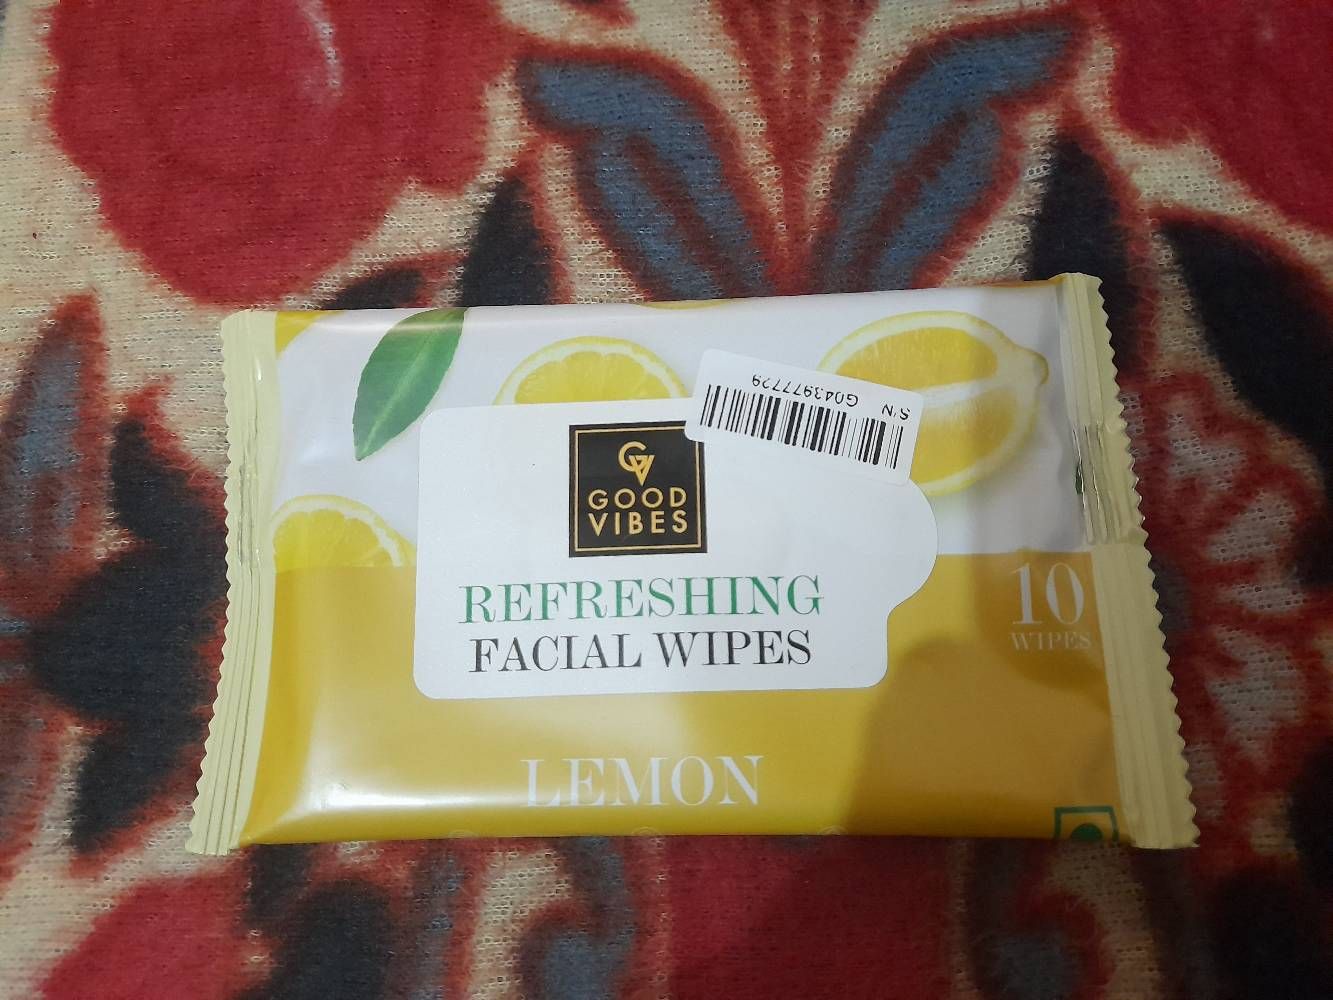 S/N G043977729
GV
GOOD
VIBES
REFRESHING
FACIAL WIPES
10
WIPES
LEMON